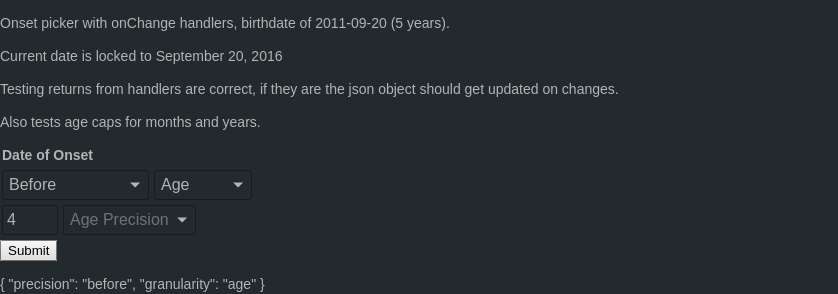 Onset picker with onChange handlers, birthdate of 2011-09-20 (5 years).
Current date is locked to September 20, 2016
Testing returns from handlers are correct, if they are the json object should get updated on changes.
Also tests age caps for months and years.
Date of Onset
Before Age
4 Age Precision
Submit
{ "precision": "before", "granularity": "age" }